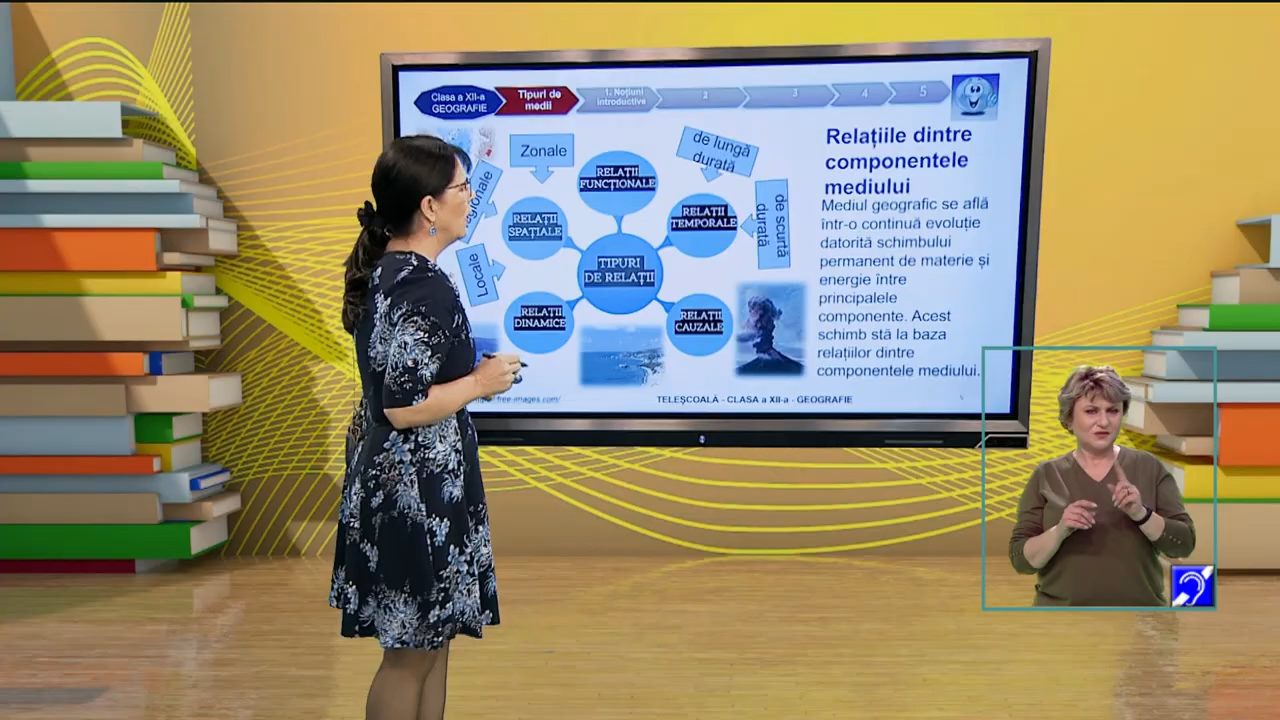 Clasa a XII-a
GEOGRAFIE
Tipuri de
medii
1. Noțiuni
introductive
2
3
4
5
Zonale
Locale
RELAȚII
FUNCȚIONALE
de lungă
durată
de scurtă
durată
RELAȚII
SPAȚIALE
RELAȚII
TEMPORALE
TIPURI
DE RELAȚII
RELAȚII
DINAMICE
RELAȚII
CAUZALE
Relațiile dintre
componentele
mediului
Mediul geografic se află
într-o continuă evoluție
datorită schimbului
permanent de materie și
energie între
principalele
componente. Acest
schimb stă la baza
relațiilor dintre
componentele mediului.
free-images.com/
TELEȘCOALĂ - CLASA a XII-a - GEOGRAFIE